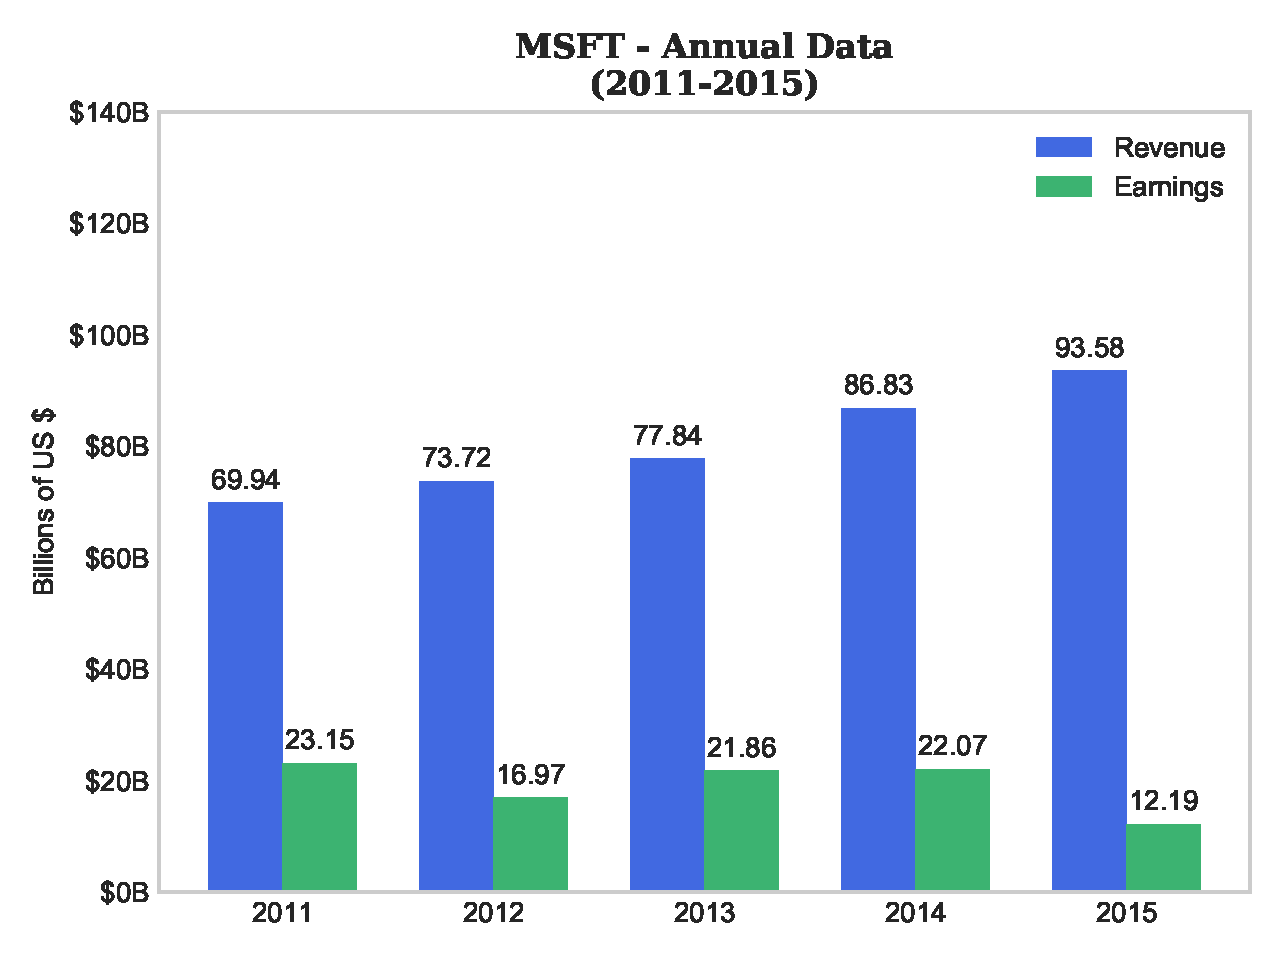 MSFT - Annual Data
(2011-2015)
$140B
$120B
$100B
$80B
$60B
$40B
$20B
$0B
Billions of US $
Revenue
Earnings
69.94
23.15
73.72
16.97
77.84
21.86
86.83
22.07
93.58
12.19
2011
2012
2013
2014
2015